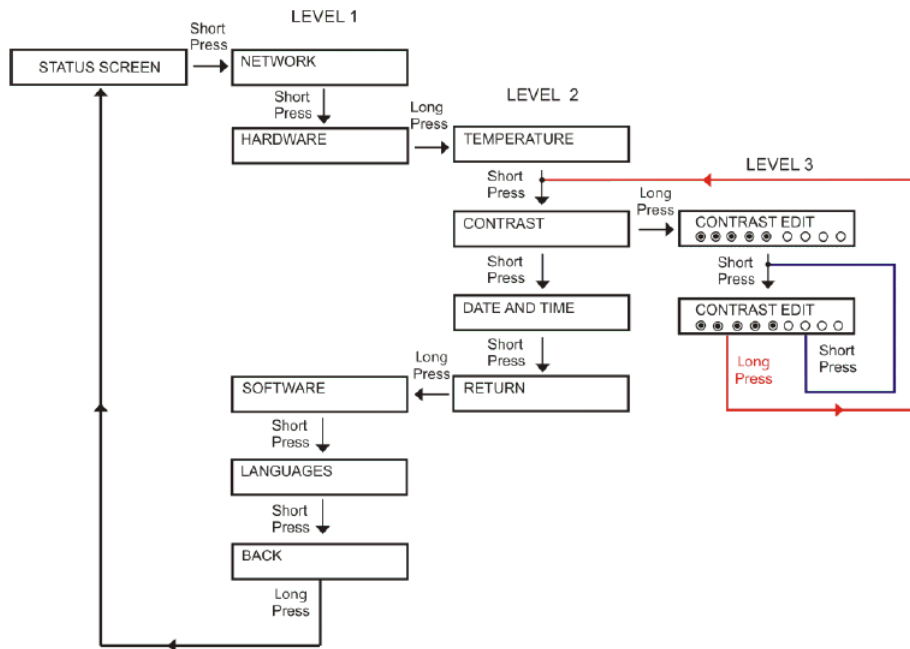 LEVEL 1
Short
Press
STATUS SCREEN
NETWORK
Short
Press
LEVEL 2
Long
Press
HARDWARE
TEMPERATURE
Short
Press
LEVEL 3
Long
Press
CONTRAST
CONTRAST EDIT
Short
Press
Short
Press
DATE AND TIME
CONTRAST EDIT
Short
Press
Long
Press
Short
Press
Long
Press
SOFTWARE
RETURN
Short
Press
LANGUAGES
Short
Press
BACK
Long
Press